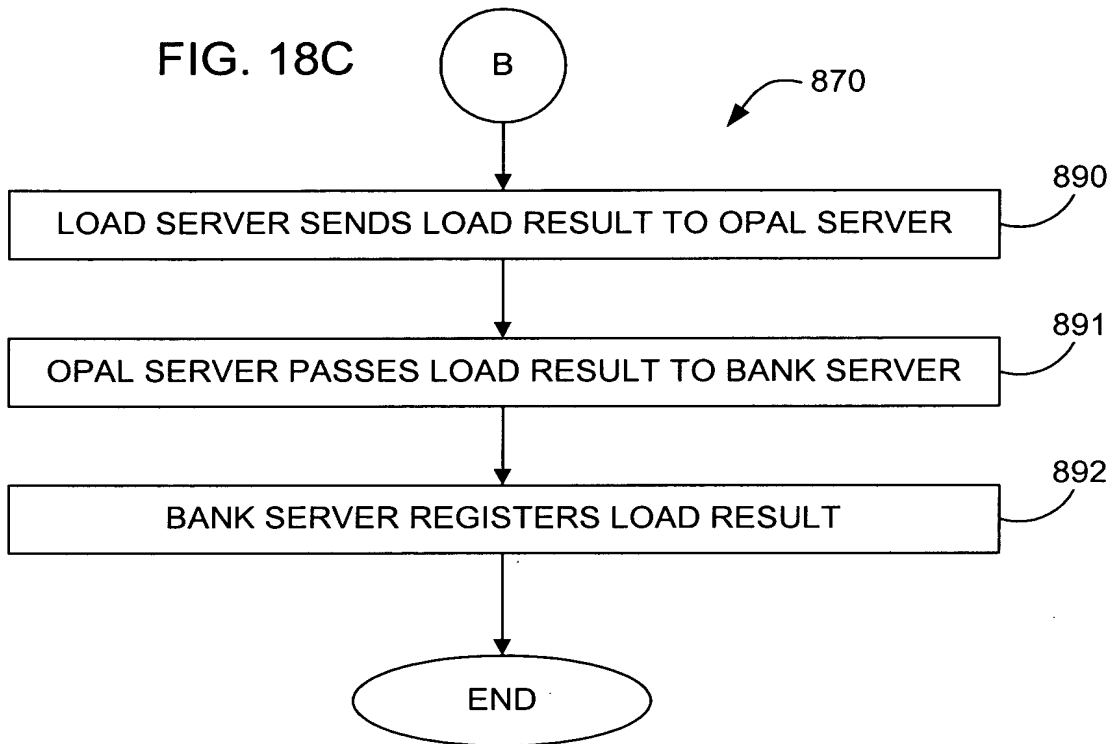 FIG. 18C
B
870
890
LOAD SERVER SENDS LOAD RESULT TO OPAL SERVER
891
OPAL SERVER PASSES LOAD RESULT TO BANK SERVER
892
BANK SERVER REGISTERS LOAD RESULT
END